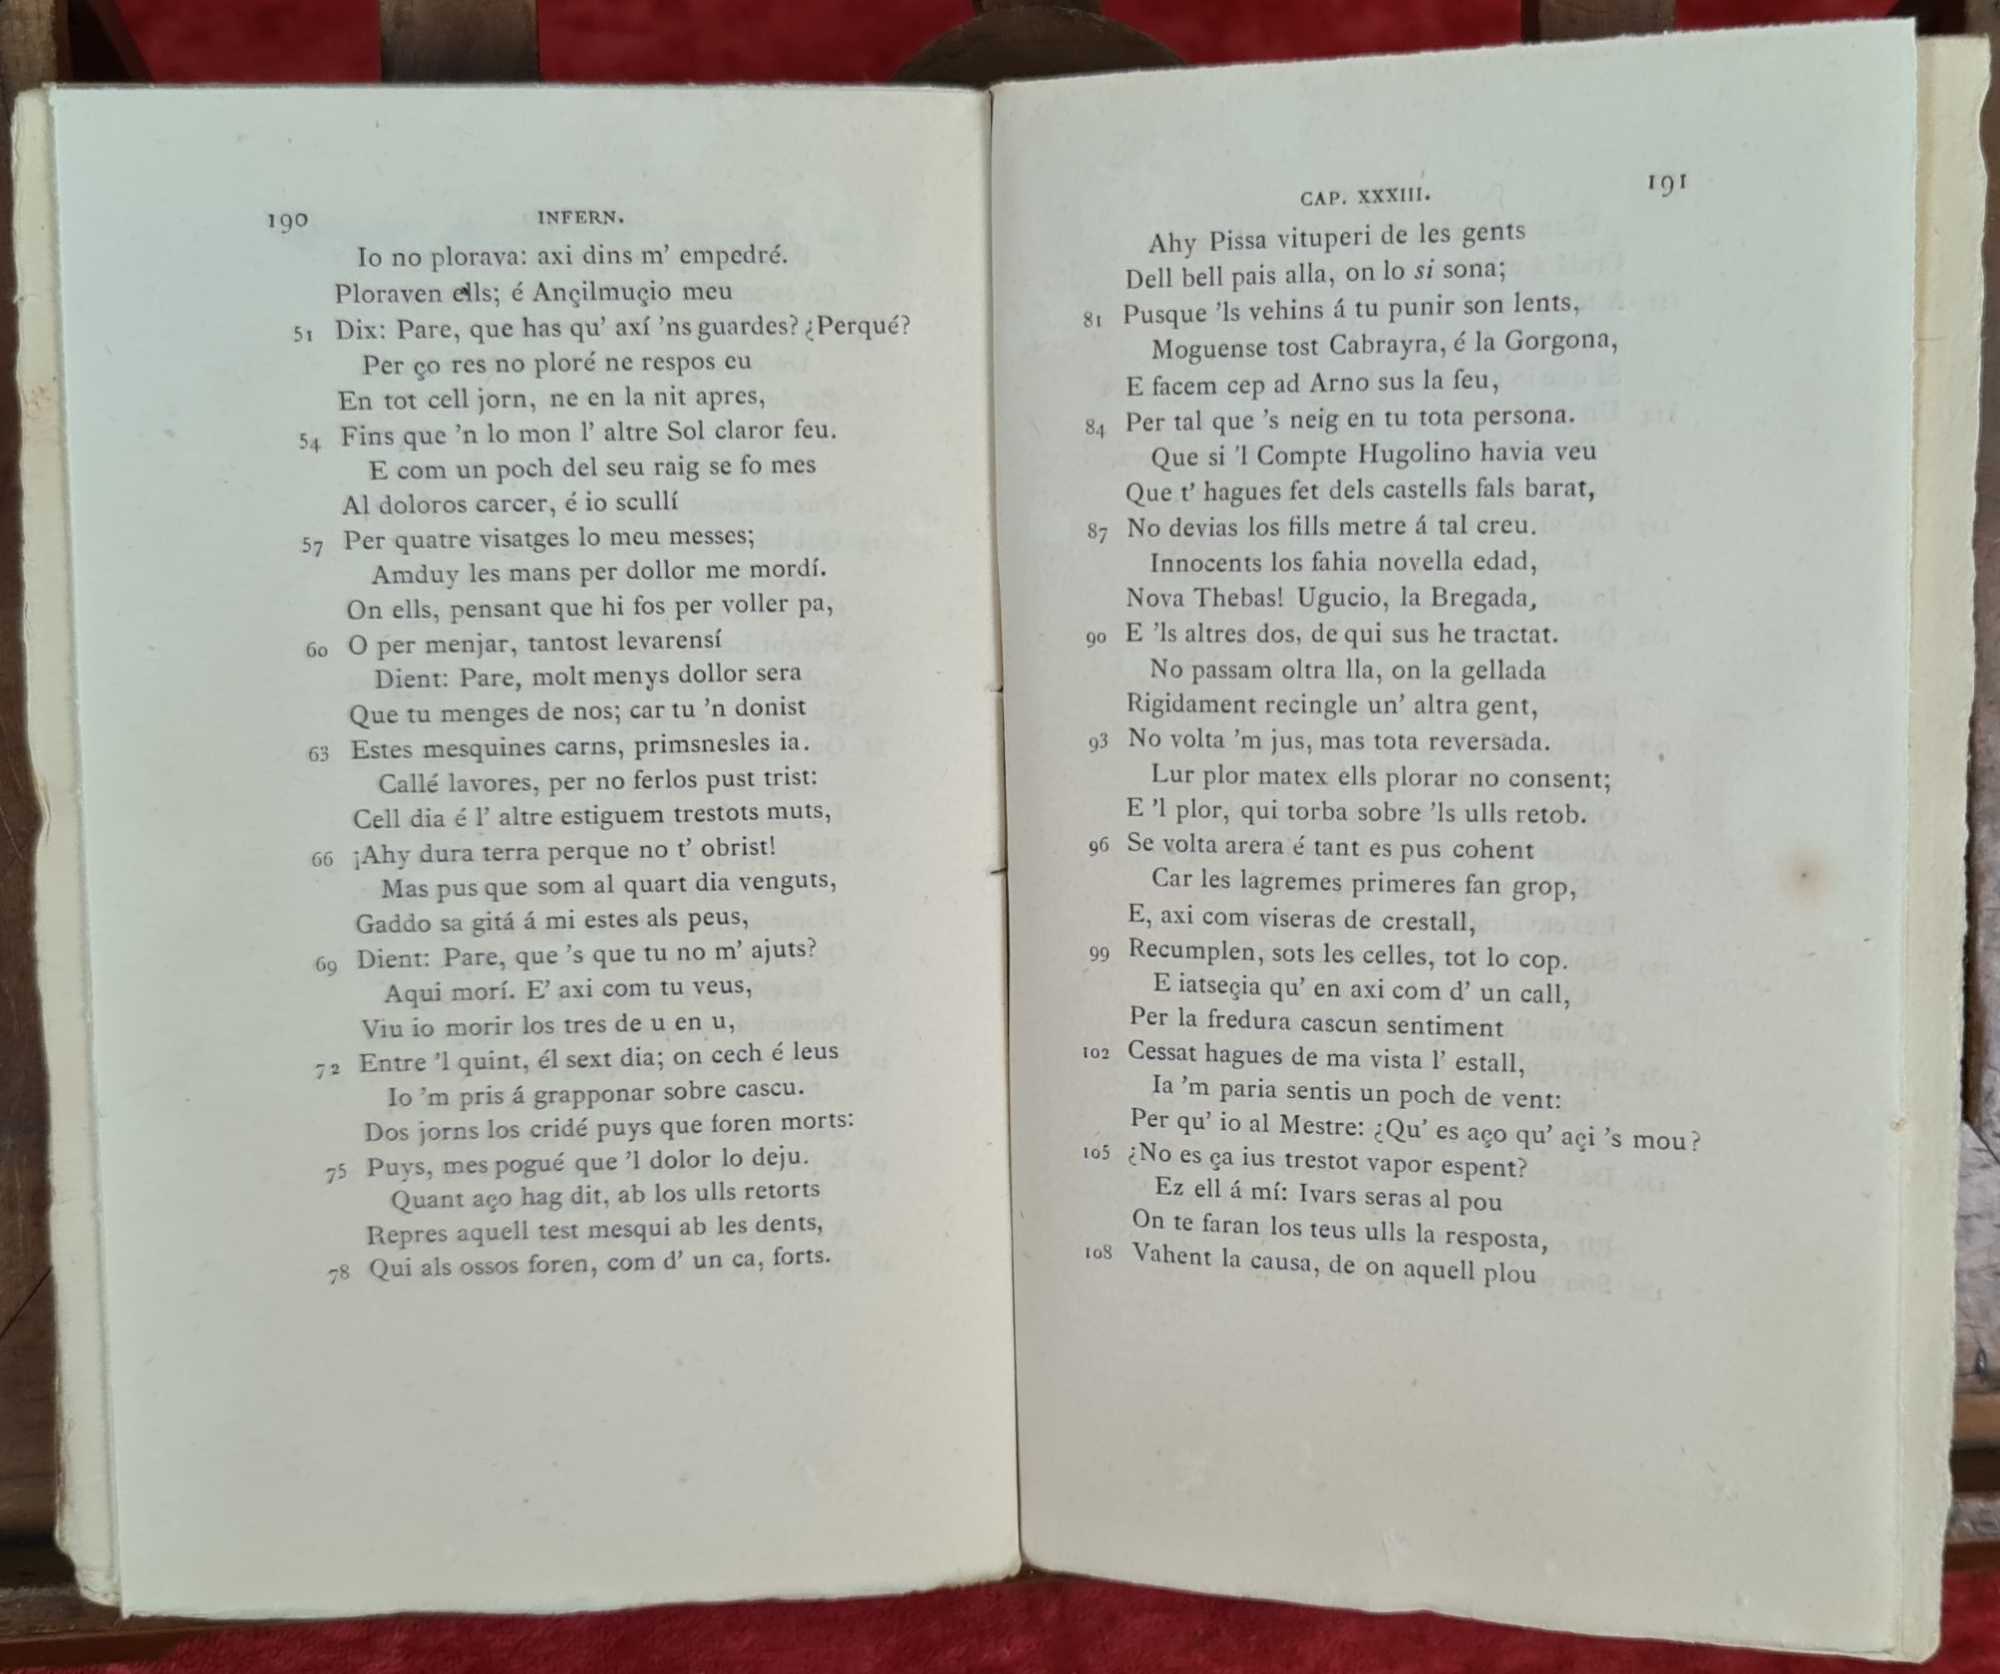 190
INFERN.
Io no plorava: axi dins m' empedré.
Ploraven ells; é Ançilmuçio meu
51 Dix: Pare, que has qu' axí 'ns guardes? ¿Perqué?
Per ço res no ploré ne respos eu
En tot cell jorn, ne en la nit apres,
54 Fins que 'n lo mon l' altre Sol claror feu.
E com un poch del seu raig se fo mes
Al doloros carcer, é io scullí
57 Per quatre visatges lo meu messes;
Amduy les mans per dollor me mordí.
On ells, pensant que hi fos per voller pa,
60 O per menjar, tantost levarensí
Dient: Pare, molt menys dollor sera
Que tu menges de nos; car tu 'n donist
63 Estes mesquines carns, primsnesles ia.
Callé lavores, per no ferlos pust trist:
Cell dia é l' altre estiguem trestots muts,
66 ¡Ahy dura terra perque no t' obrist!
Mas pus que som al quart dia venguts,
Gaddo sa gitá á mi estes als peus,
69 Dient: Pare, que 's que tu no m' ajuts?
Aqui morí. E' axi com tu veus,
Viu io morir los tres de u en u,
72 Entre 'l quint, él sext dia; on cech é leus
Io 'm pris á grapponar sobre cascu.
Dos jorns los cridé puys que foren morts:
75 Puys, mes pogué que 'l dolor lo deju.
Quant aço hag dit, ab los ulls retorts
Repres aquell test mesqui ab les dents,
78 Qui als ossos foren, com d' un ca, forts.
CAP. XXXIII.
191
Ahy Pissa vituperi de les gents
Dell bell pais alla, on lo si sona;
81 Pusque 'ls vehins á tu punir son lents,
Moguense tost Cabrayra, é la Gorgona,
E facem cep ad Arno sus la feu,
84 Per tal que 's neig en tu tota persona.
Que si 'l Compte Hugolino havia veu
Que t' hagues fet dels castells fals barat,
87 No devias los fills metre á tal creu.
Innocents los fahia novella edad,
Nova Thebas! Ugucio, la Bregada,
90 E 'ls altres dos, de qui sus he tractat.
No passam oltra lla, on la gellada
Rigidament recingle un' altra gent,
93 No volta 'm jus, mas tota reversada.
Lur plor matex ells plorar no consent;
E 'l plor, qui torba sobre 'ls ulls retob.
96 Se volta arera é tant es pus cohent
Car les lagremes primeres fan grop,
E, axi com viseras de crestall,
99 Recumplen, sots les celles, tot lo cop.
E iatseçia qu' en axi com d' un call,
Per la fredura cascun sentiment
102 Cessat hagues de ma vista l' estall,
Ia 'm paria sentis un poch de vent:
Per qu' io al Mestre: ¿Qu' es aço qu' açi 's mou?
105 ¿No es ça ius trestot vapor espent?
Ez ell á mí: Ivars seras al pou
On te faran los teus ulls la resposta,
108 Vahent la causa, de on aquell plou